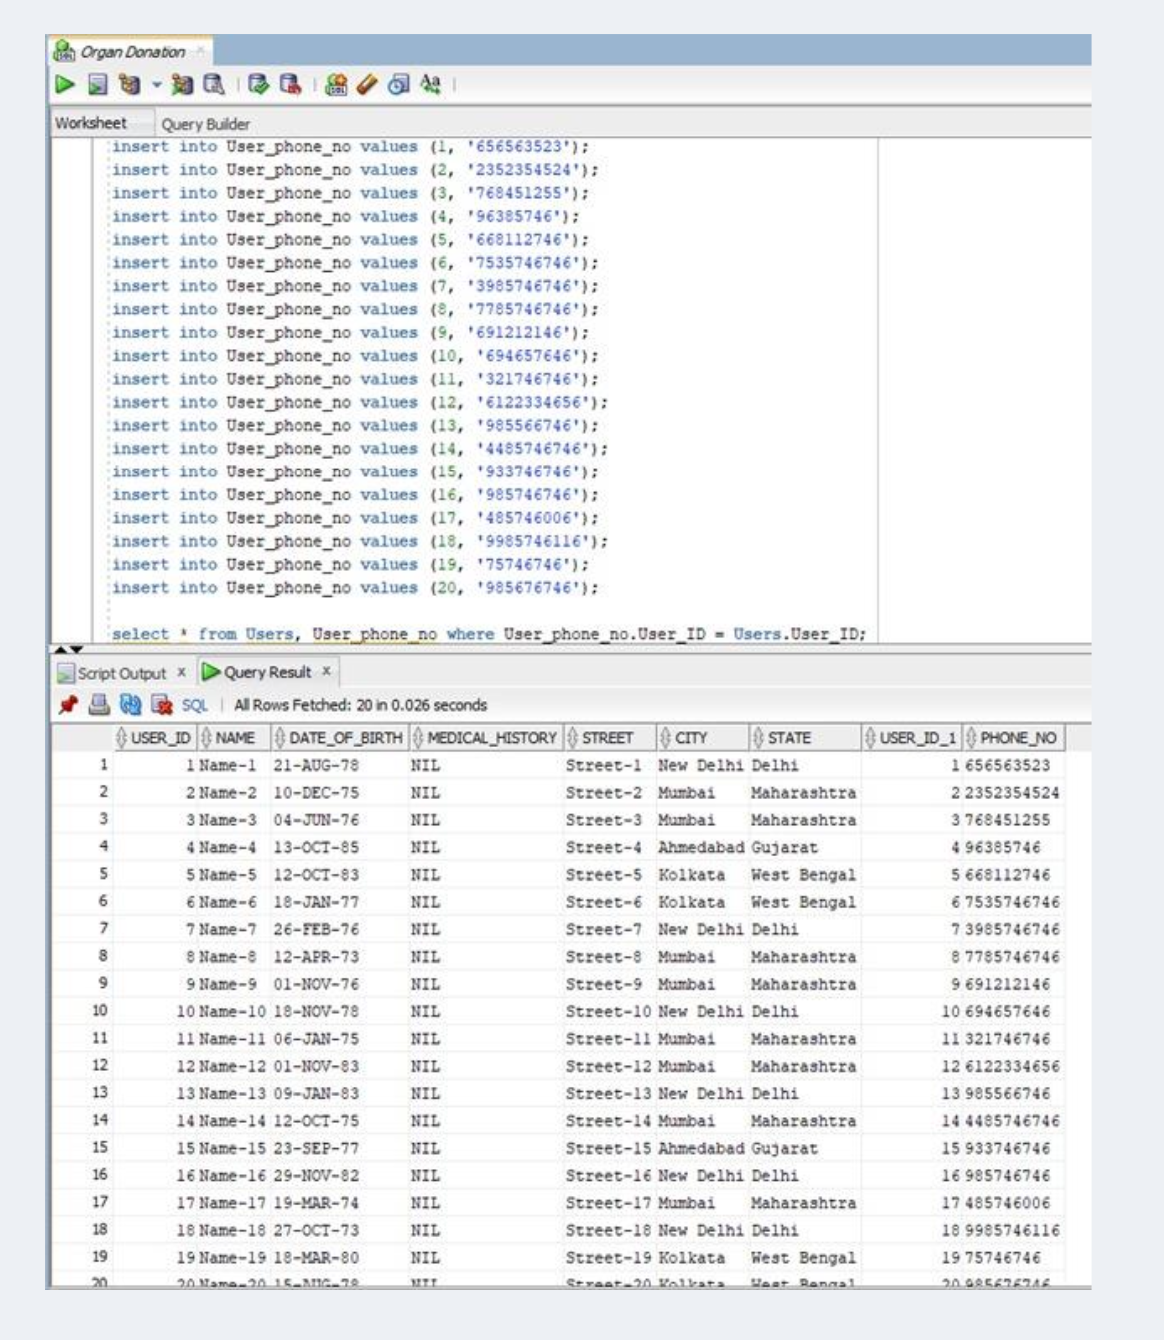 Organ Donation
Worksheet Query Builder
insert into User_phone_no values (1, '656563523');
insert into User_phone_no values (2, '2352354524');
insert into User_phone_no values (3, '768451255');
insert into User_phone_no values (4, '96385746');
insert into User_phone_no values (5, '668112746');
insert into User_phone_no values (6, '7535746746');
insert into User_phone_no values (7, '3985746746');
insert into User_phone_no values (8, '7785746746');
insert into User_phone_no values (9, '691212146');
insert into User_phone_no values (10, '694657646');
insert into User_phone_no values (11, '321746746');
insert into User_phone_no values (12, '6122334656');
insert into User_phone_no values (13, '985566746');
insert into User_phone_no values (14, '4485746746');
insert into User_phone_no values (15, '933746746');
insert into User_phone_no values (16, '985746746');
insert into User_phone_no values (17, '485746006');
insert into User_phone_no values (18, '9985746116');
insert into User_phone_no values (19, '75746746');
insert into User_phone_no values (20, '985676746');
select * from Users, User_phone_no where User_phone_no.User_ID = Users.User_ID;
Script Output x Query Result x
SQL | All Rows Fetched: 20 in 0.026 seconds
USER_ID NAME DATE_OF_BIRTH MEDICAL_HISTORY STREET CITY STATE USER_ID_1 PHONE_NO
1 1 Name-1 21-AUG-78 NIL Street-1 New Delhi Delhi 1 656563523
2 2 Name-2 10-DEC-75 NIL Street-2 Mumbai Maharashtra 2 2352354524
3 3 Name-3 04-JUN-76 NIL Street-3 Mumbai Maharashtra 3 768451255
4 4 Name-4 13-OCT-85 NIL Street-4 Ahmedabad Gujarat 4 96385746
5 5 Name-5 12-OCT-83 NIL Street-5 Kolkata West Bengal 5 668112746
6 6 Name-6 18-JAN-77 NIL Street-6 Kolkata West Bengal 6 7535746746
7 7 Name-7 26-FEB-76 NIL Street-7 New Delhi Delhi 7 3985746746
8 8 Name-8 12-APR-73 NIL Street-8 Mumbai Maharashtra 8 7785746746
9 9 Name-9 01-NOV-76 NIL Street-9 Mumbai Maharashtra 9 691212146
10 10 Name-10 18-NOV-78 NIL Street-10 New Delhi Delhi 10 694657646
11 11 Name-11 06-JAN-75 NIL Street-11 Mumbai Maharashtra 11 321746746
12 12 Name-12 01-NOV-83 NIL Street-12 Mumbai Maharashtra 12 6122334656
13 13 Name-13 09-JAN-83 NIL Street-13 New Delhi Delhi 13 985566746
14 14 Name-14 12-OCT-75 NIL Street-14 Mumbai Maharashtra 14 4485746746
15 15 Name-15 23-SEP-77 NIL Street-15 Ahmedabad Gujarat 15 933746746
16 16 Name-16 29-NOV-82 NIL Street-16 New Delhi Delhi 16 985746746
17 17 Name-17 19-MAR-74 NIL Street-17 Mumbai Maharashtra 17 485746006
18 18 Name-18 27-OCT-73 NIL Street-18 New Delhi Delhi 18 9985746116
19 19 Name-19 18-MAR-80 NIL Street-19 Kolkata West Bengal 19 75746746
20 20 Name-20 15-AUG-78 NIL Street-20 Kolkata West Bengal 20 985676746